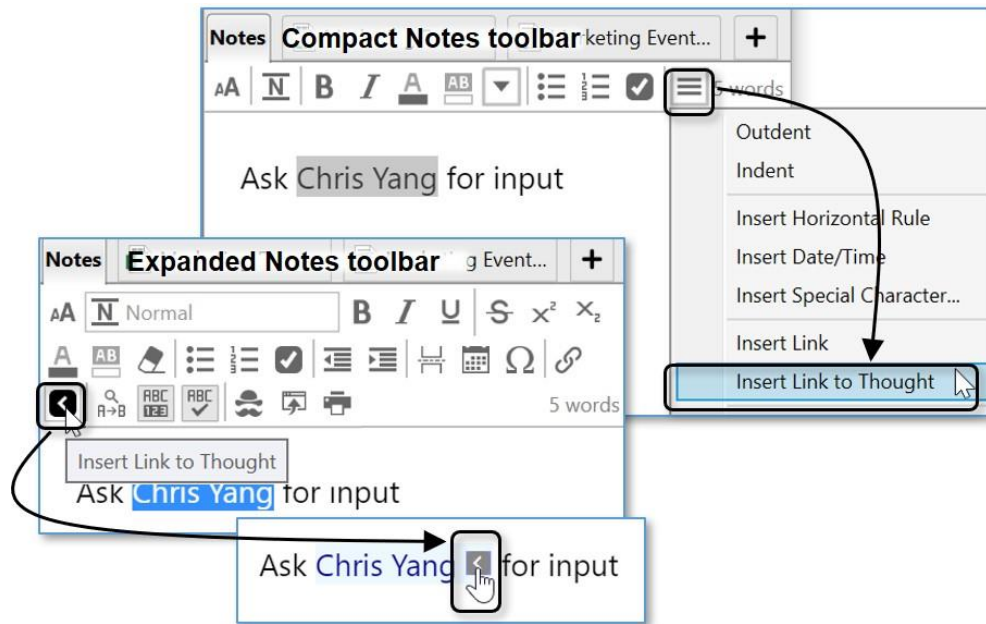 Notes Compact Notes toolbar rketing Event... +
AA N B I A AB 5 words
Outdent
Indent
Ask Chris Yang for input
Insert Horizontal Rule
Insert Date/Time
Insert Special Character...
Insert Link
Insert Link to Thought
Notes Expanded Notes toolbar g Event... +
AA N Normal B I U S x² x₂
A AB Ω
A→B ABC 123 ABC 5 words
Insert Link to Thought
Ask Chris Yang for input
Ask Chris Yang for input